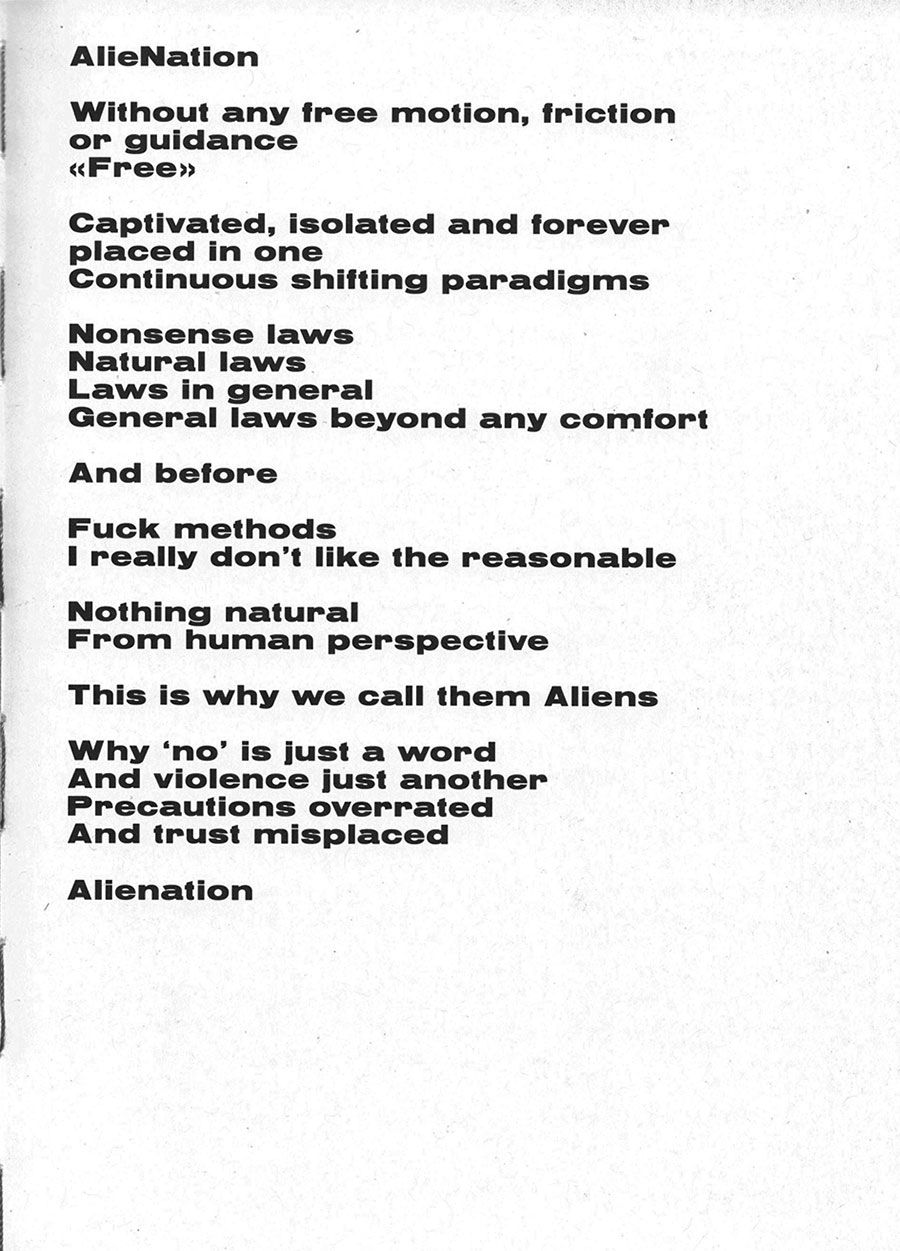 AlieNation
Without any free motion, friction
or guidance
«Free»
Captivated, isolated and forever
placed in one
Continuous shifting paradigms
Nonsense laws
Natural laws
Laws in general
General laws beyond any comfort
And before
Fuck methods
I really don’t like the reasonable
Nothing natural
From human perspective
This is why we call them Aliens
Why ‘no’ is just a word
And violence just another
Precautions overrated
And trust misplaced
Alienation